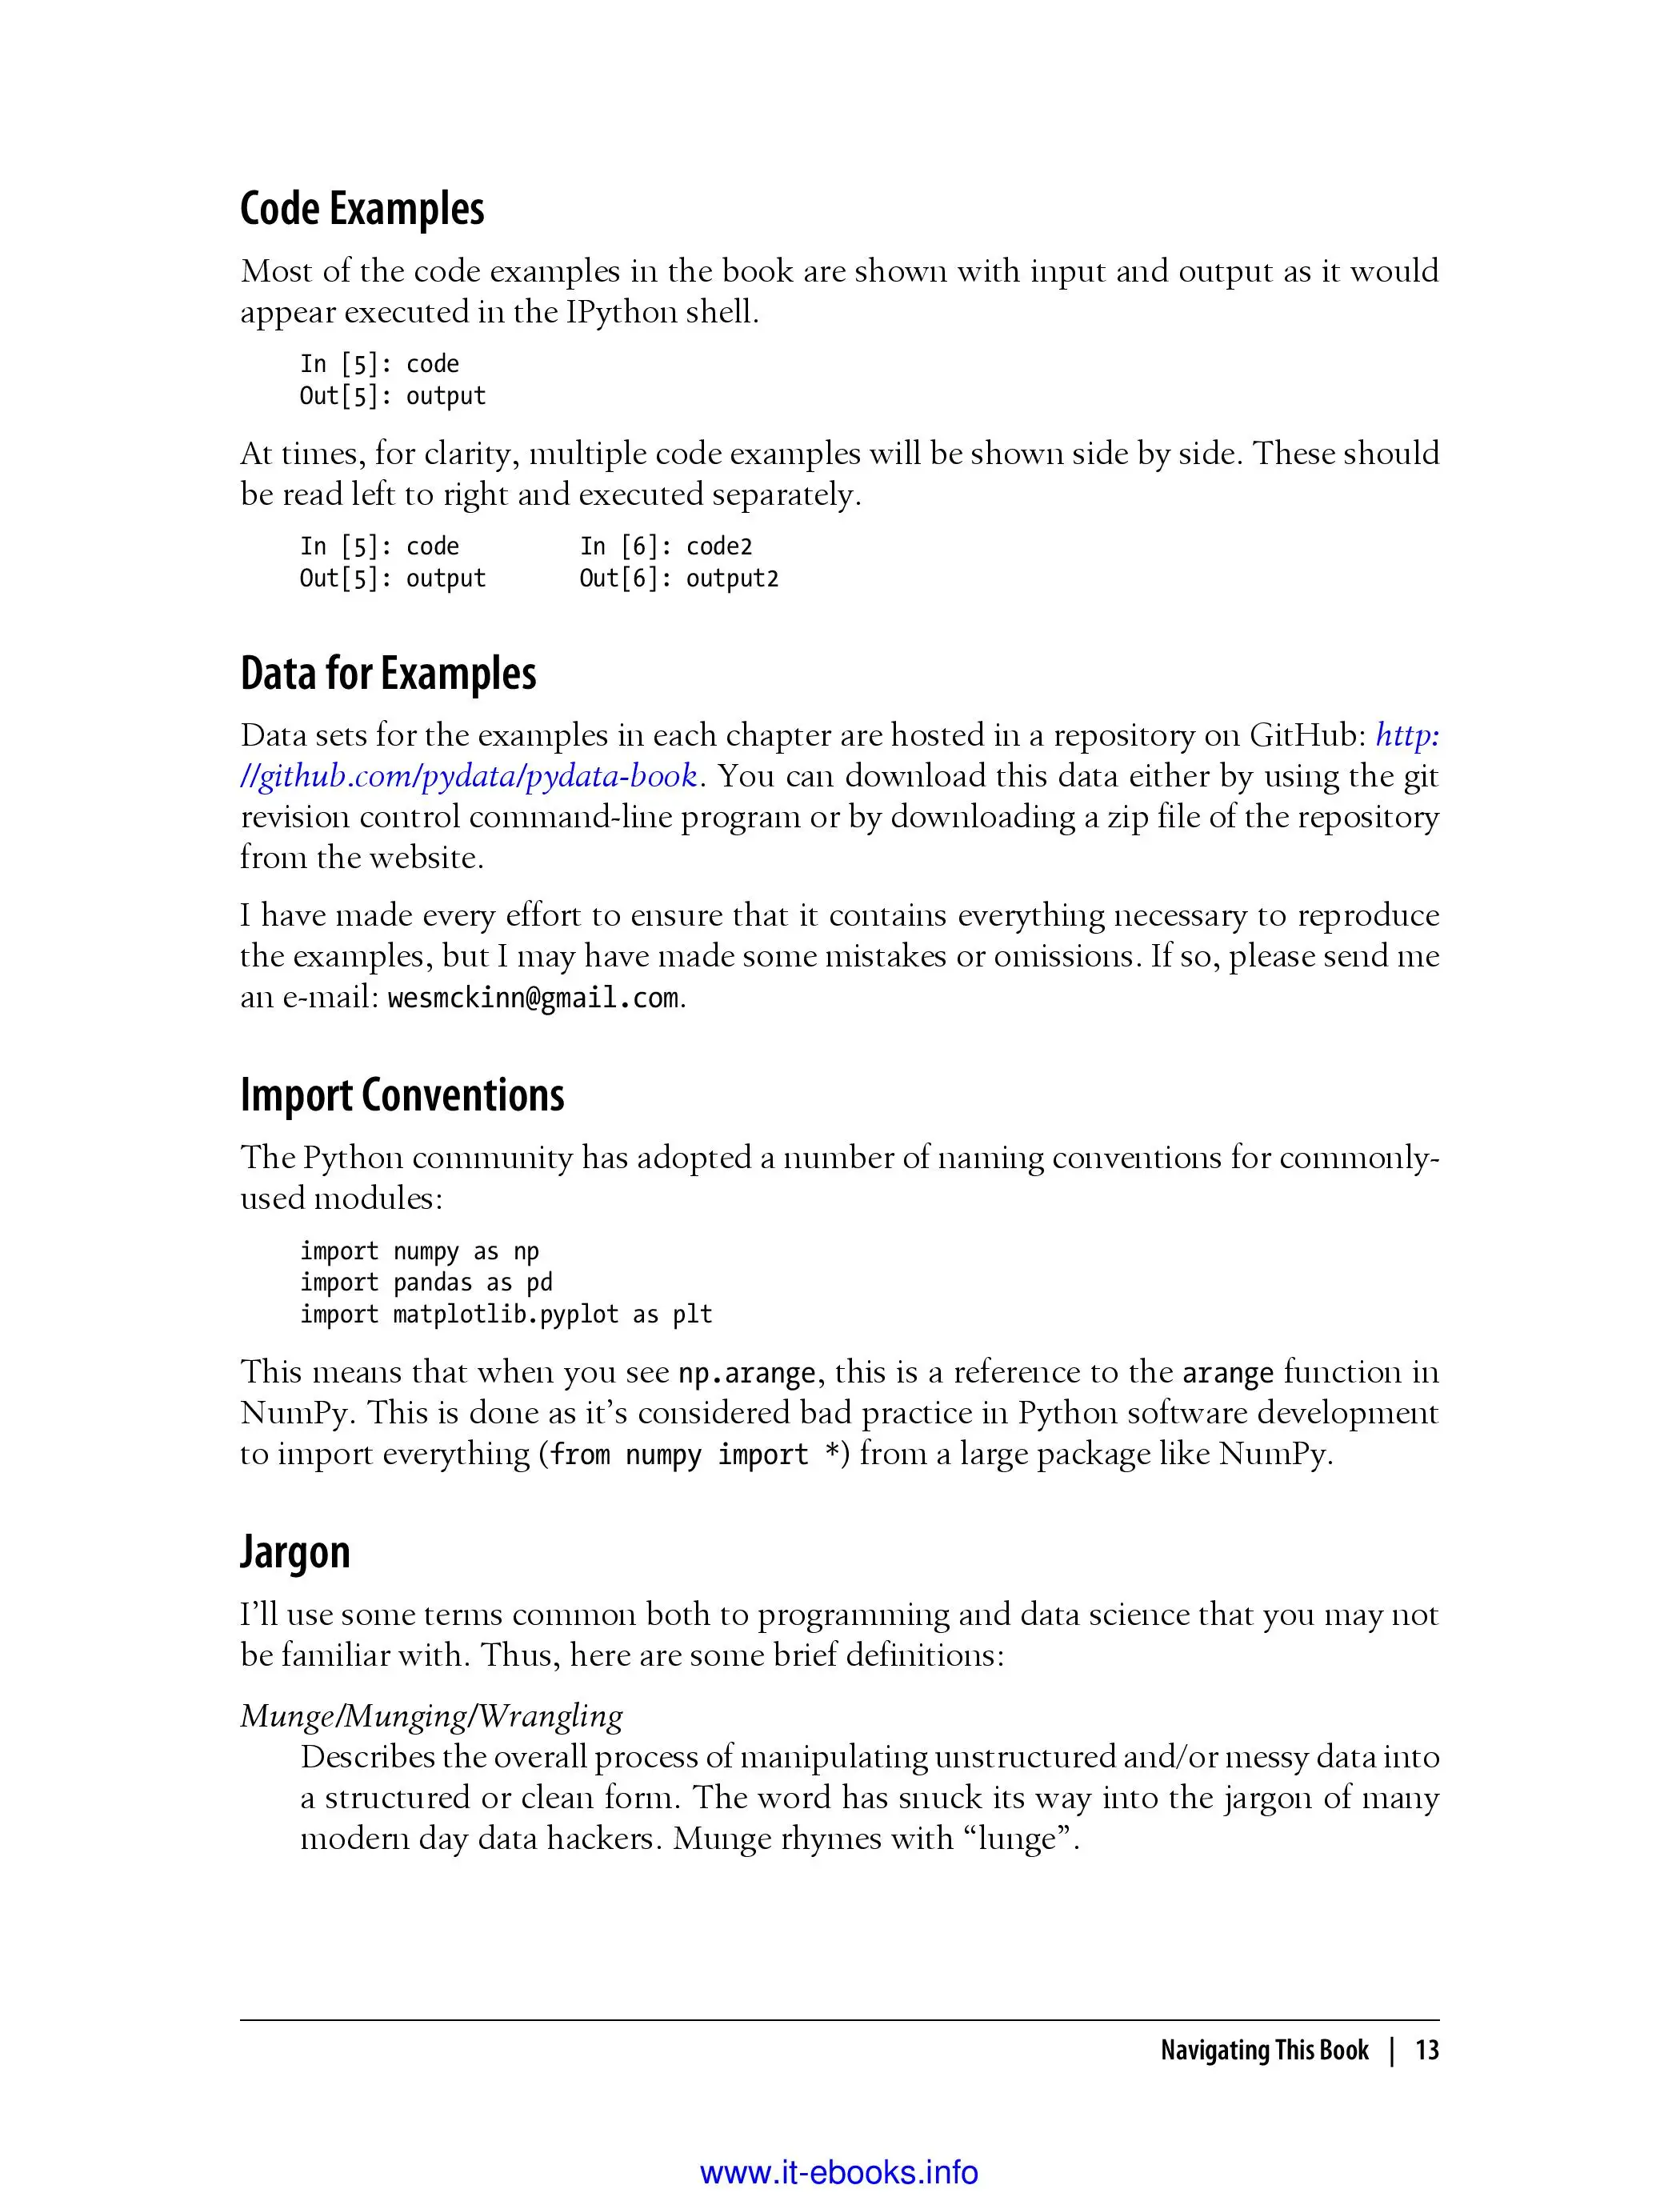 Code Examples
Most of the code examples in the book are shown with input and output as it would
appear executed in the IPython shell.
In [5]: code
Out[5]: output
At times, for clarity, multiple code examples will be shown side by side. These should
be read left to right and executed separately.
In [5]: code In [6]: code2
Out[5]: output Out[6]: output2
Data for Examples
Data sets for the examples in each chapter are hosted in a repository on GitHub: http:
//github.com/pydata/pydata-book. You can download this data either by using the git
revision control command-line program or by downloading a zip file of the repository
from the website.
I have made every effort to ensure that it contains everything necessary to reproduce
the examples, but I may have made some mistakes or omissions. If so, please send me
an e-mail: wesmckinn@gmail.com.
Import Conventions
The Python community has adopted a number of naming conventions for commonly-
used modules:
import numpy as np
import pandas as pd
import matplotlib.pyplot as plt
This means that when you see np.arange, this is a reference to the arange function in
NumPy. This is done as it’s considered bad practice in Python software development
to import everything (from numpy import *) from a large package like NumPy.
Jargon
I’ll use some terms common both to programming and data science that you may not
be familiar with. Thus, here are some brief definitions:
Munge/Munging/Wrangling
Describes the overall process of manipulating unstructured and/or messy data into
a structured or clean form. The word has snuck its way into the jargon of many
modern day data hackers. Munge rhymes with “lunge”.
Navigating This Book | 13
www.it-ebooks.info